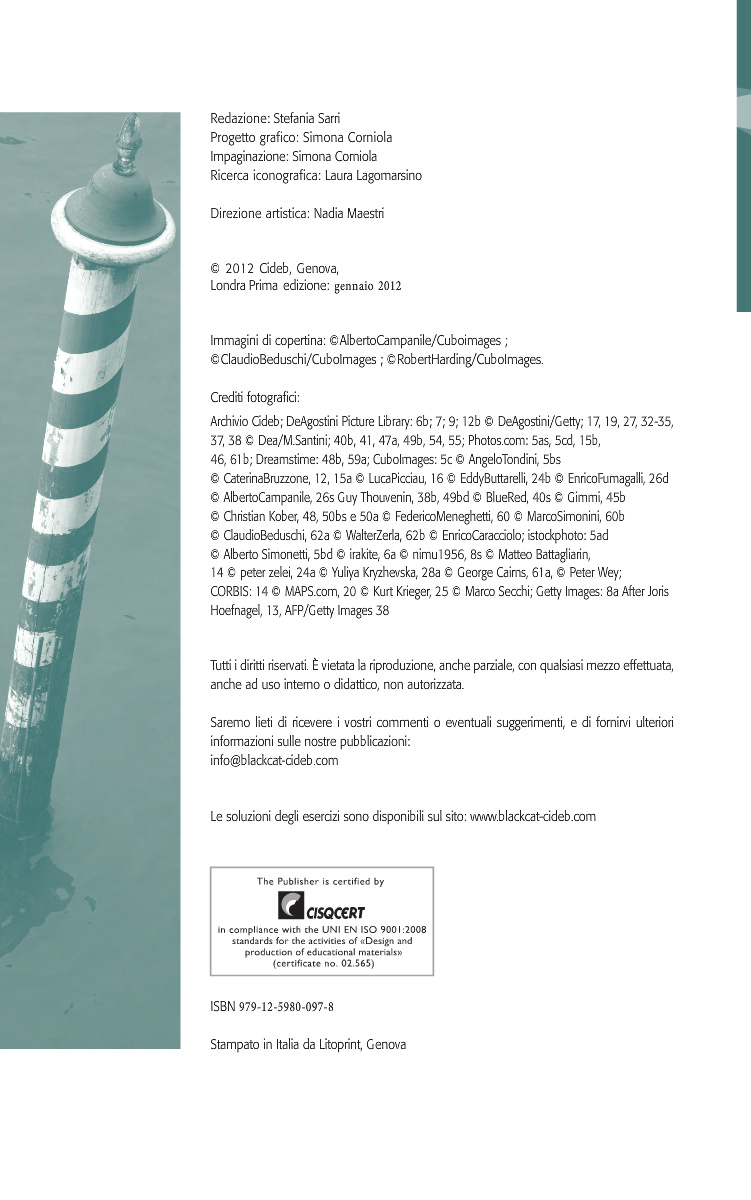 Redazione: Stefania Sarri
Progetto grafico: Simona Corniola
Impaginazione: Simona Corniola
Ricerca iconografica: Laura Lagomarsino
Direzione artistica: Nadia Maestri
© 2012 Cideb, Genova,
Londra Prima edizione: gennaio 2012
Immagini di copertina: ©AlbertoCampanile/Cuboimages ;
©ClaudioBeduschi/CuboImages ; ©RobertHarding/CuboImages.
Crediti fotografici:
Archivio Cideb; DeAgostini Picture Library: 6b; 7; 9; 12b © DeAgostini/Getty; 17, 19, 27, 32-35,
37, 38 © Dea/M.Santini; 40b, 41, 47a, 49b, 54, 55; Photos.com: 5as, 5cd, 15b,
46, 61b; Dreamstime: 48b, 59a; CuboImages: 5c © AngeloTondini, 5bs
© CaterinaBruzzone, 12, 15a © LucaPicciau, 16 © EddyButtarelli, 24b © EnricoFumagalli, 26d
© AlbertoCampanile, 26s Guy Thouvenin, 38b, 49bd © BlueRed, 40s © Gimmi, 45b
© Christian Kober, 48, 50bs e 50a © FedericoMeneghetti, 60 © MarcoSimonini, 60b
© ClaudioBeduschi, 62a © WalterZerla, 62b © EnricoCaracciolo; istockphoto: 5ad
© Alberto Simonetti, 5bd © irakite, 6a © nimu1956, 8s © Matteo Battagliarin,
14 © peter zelei, 24a © Yuliya Kryzhevska, 28a © George Cairns, 61a, © Peter Wey;
CORBIS: 14 © MAPS.com, 20 © Kurt Krieger, 25 © Marco Secchi; Getty Images: 8a After Joris
Hoefnagel, 13, AFP/Getty Images 38
Tutti i diritti riservati. È vietata la riproduzione, anche parziale, con qualsiasi mezzo effettuata,
anche ad uso interno o didattico, non autorizzata.
Saremo lieti di ricevere i vostri commenti o eventuali suggerimenti, e di fornirvi ulteriori
informazioni sulle nostre pubblicazioni:
info@blackcat-cideb.com
Le soluzioni degli esercizi sono disponibili sul sito: www.blackcat-cideb.com
The Publisher is certified by
CISQCERT
in compliance with the UNI EN ISO 9001:2008
standards for the activities of «Design and
production of educational materials»
(certificate no. 02.565)
ISBN 979-12-5980-097-8
Stampato in Italia da Litoprint, Genova